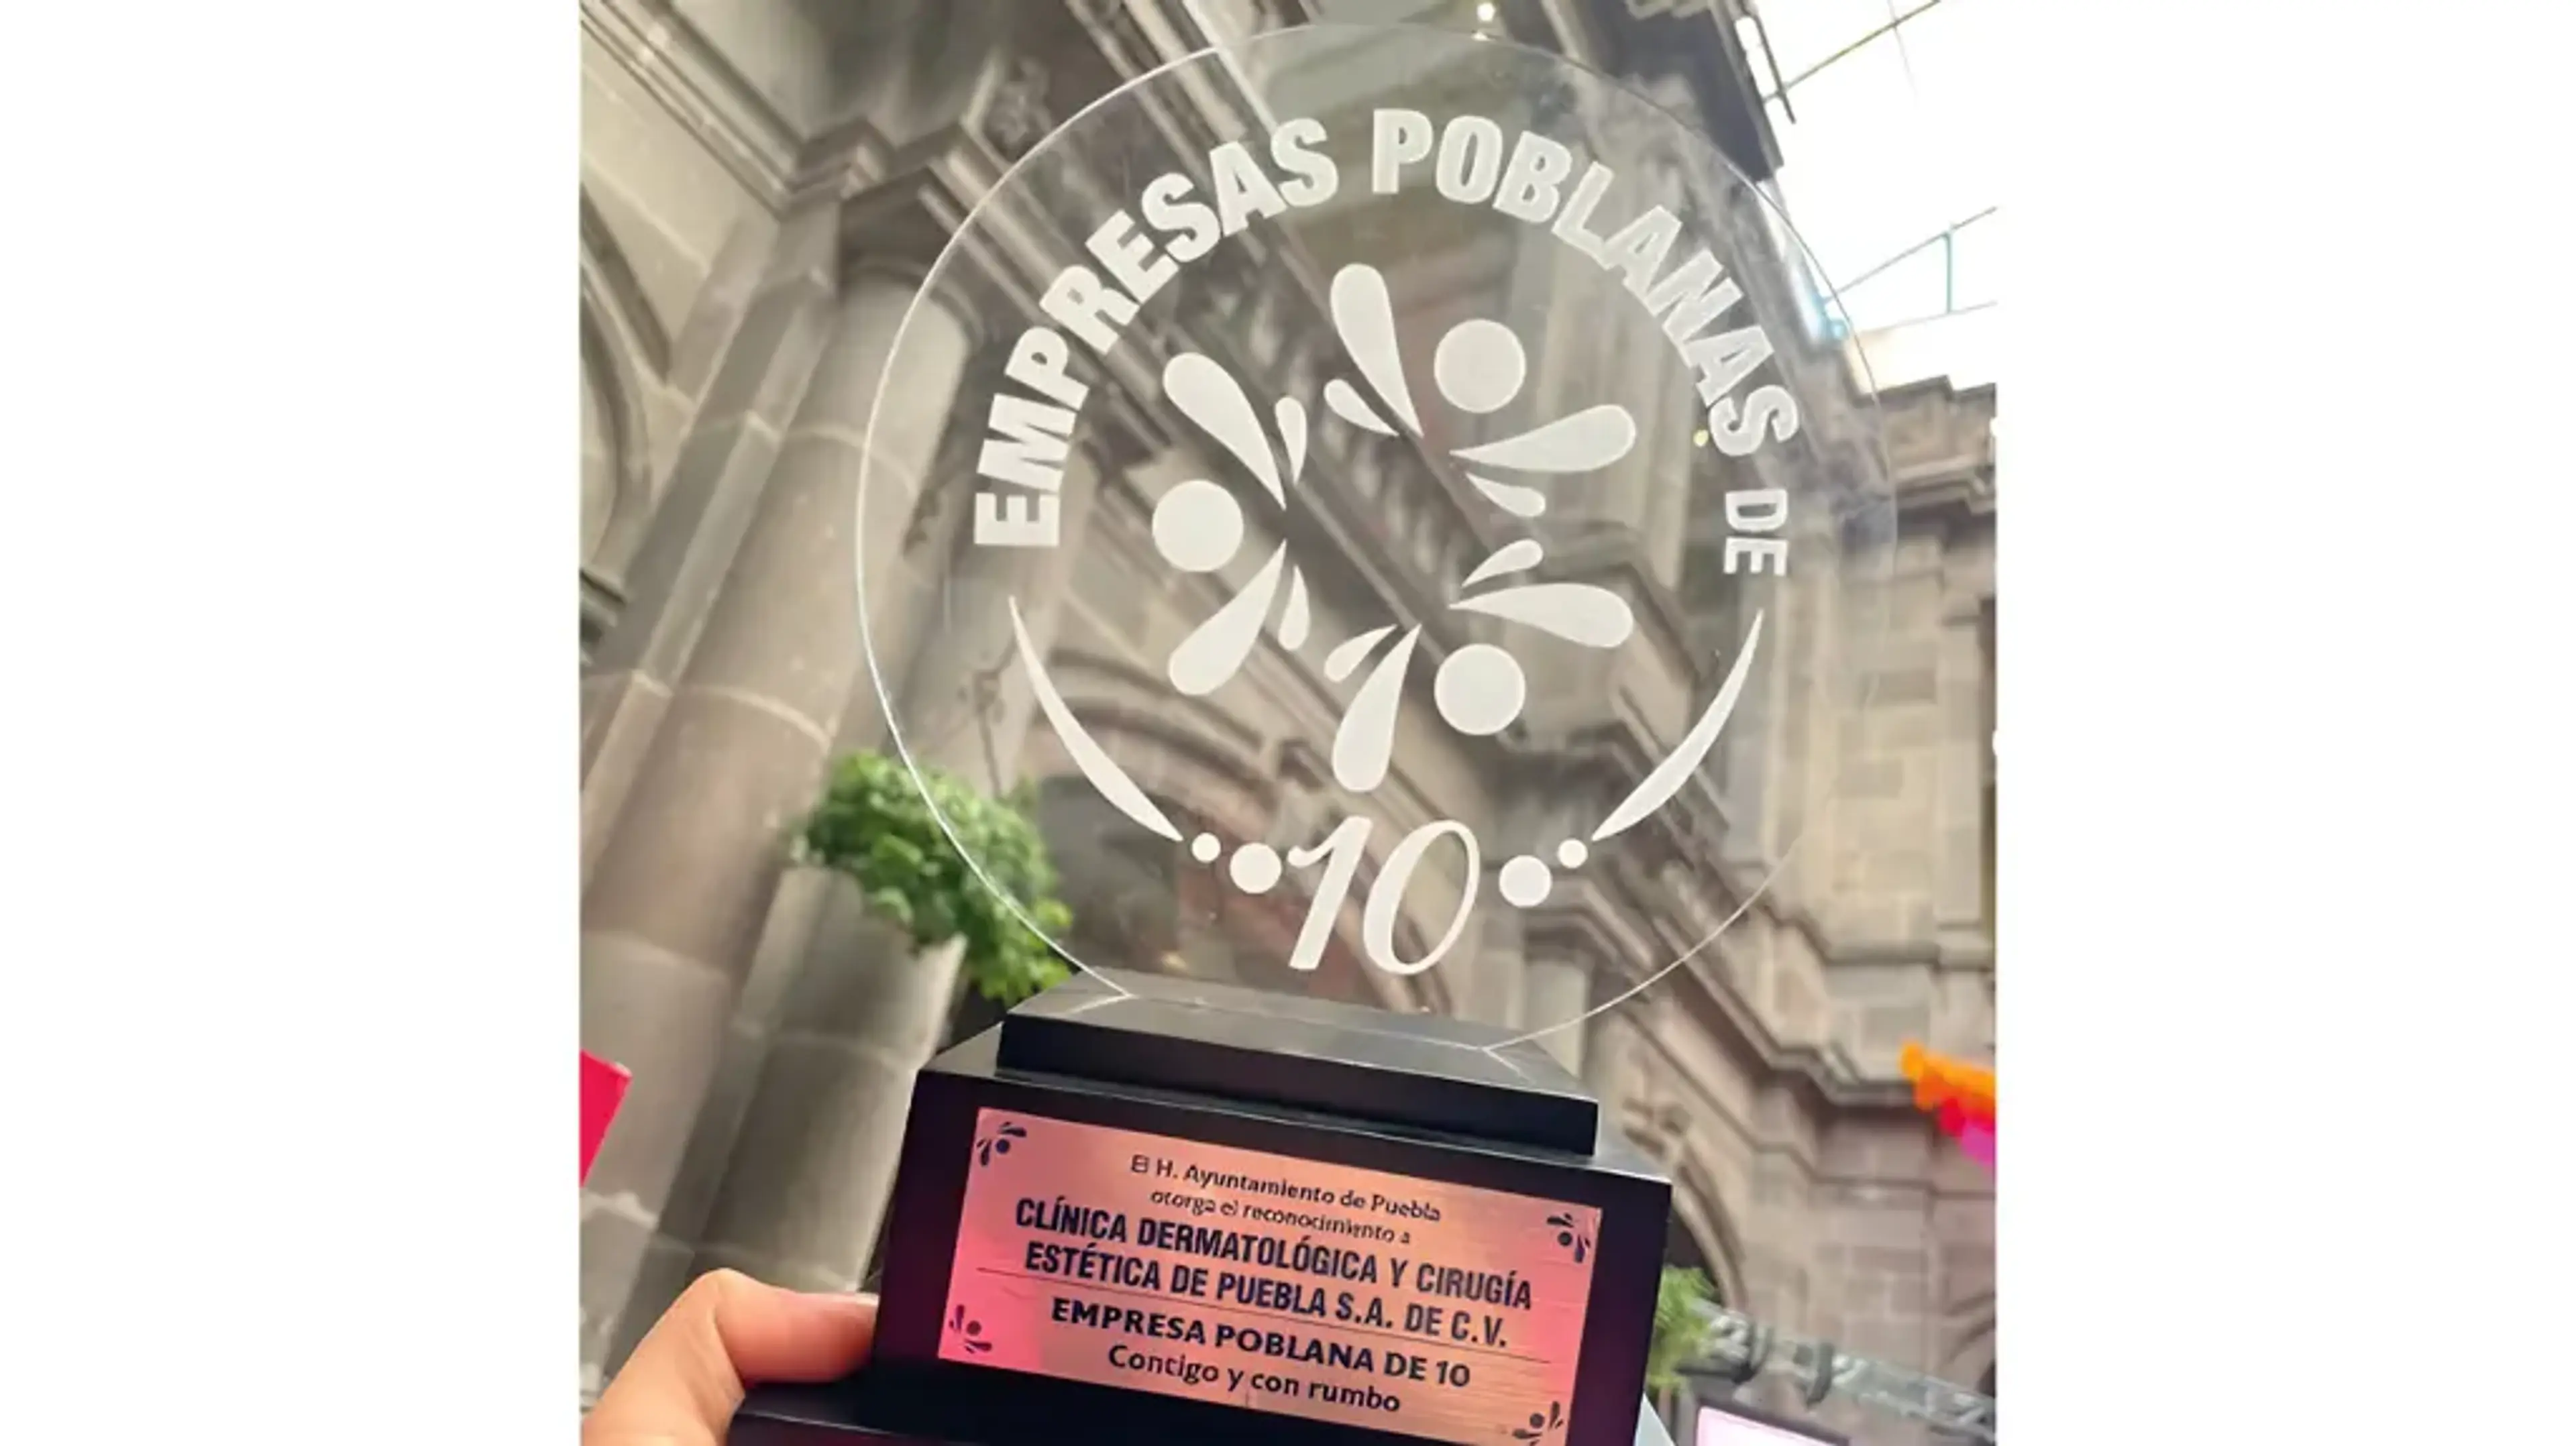 EMPRESAS POBLANAS DE
10
El H. Ayuntamiento de Puebla
otorga el reconocimiento a
CLÍNICA DERMATOLÓGICA Y CIRUGÍA
ESTÉTICA DE PUEBLA S.A. DE C.V.
EMPRESA POBLANA DE 10
Contigo y con rumbo